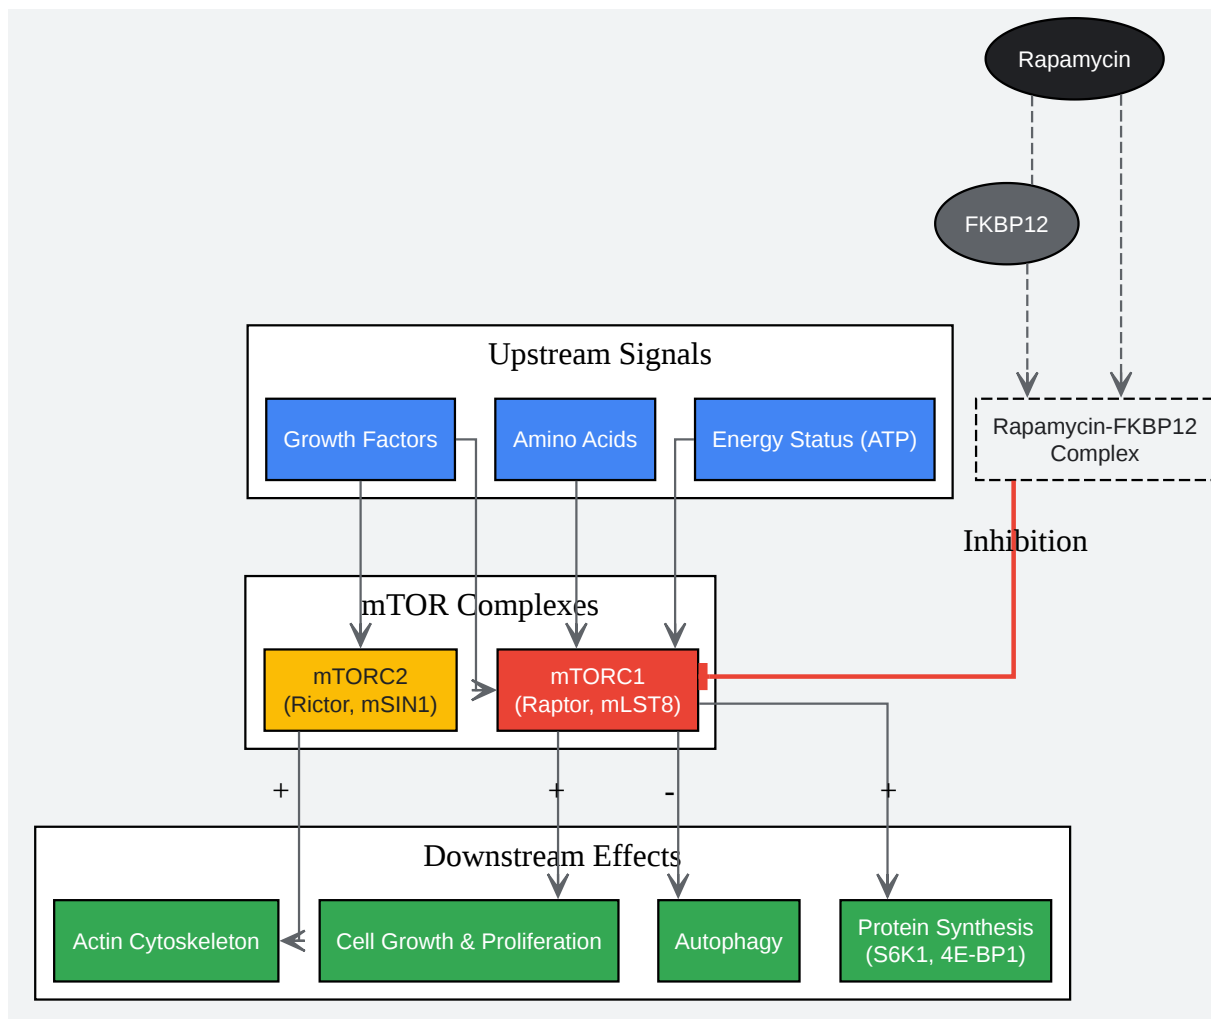 Rapamycin
FKBP12
Upstream Signals
Growth Factors
Amino Acids
Energy Status (ATP)
Rapamycin-FKBP12
Complex
Inhibition
mTOR Complexes
mTORC2
(Rictor, mSIN1)
mTORC1
(Raptor, mLST8)
+
+
-
+
Downstream Effects
Actin Cytoskeleton
Cell Growth & Proliferation
Autophagy
Protein Synthesis
(S6K1, 4E-BP1)